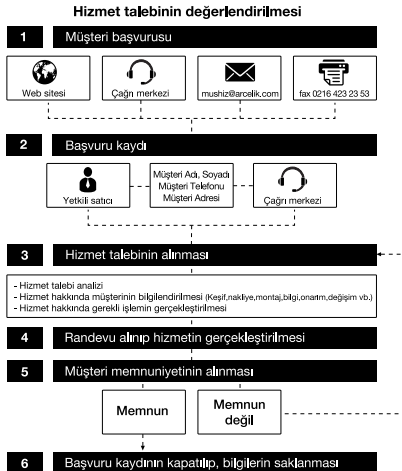 Hizmet talebinin değerlendirilmesi
1 Müşteri başvurusu
Web sitesi
Çağrı merkezi
mushiz@arcelik.com
fax 0216 423 23 53
2 Başvuru kaydı
Yetkili satıcı
Müşteri Adı, Soyadı
Müşteri Telefonu
Müşteri Adresi
Çağrı merkezi
3 Hizmet talebinin alınması
- Hizmet talebi analizi
- Hizmet hakkında müşterinin bilgilendirilmesi (Keşif,nakliye,montaj,bilgi,onarım,değişim vb.)
- Hizmet hakkında gerekli işlemin gerçekleştirilmesi
4 Randevu alınıp hizmetin gerçekleştirilmesi
5 Müşteri memnuniyetinin alınması
Memnun
Memnun
değil
6 Başvuru kaydının kapatılıp, bilgilerin saklanması